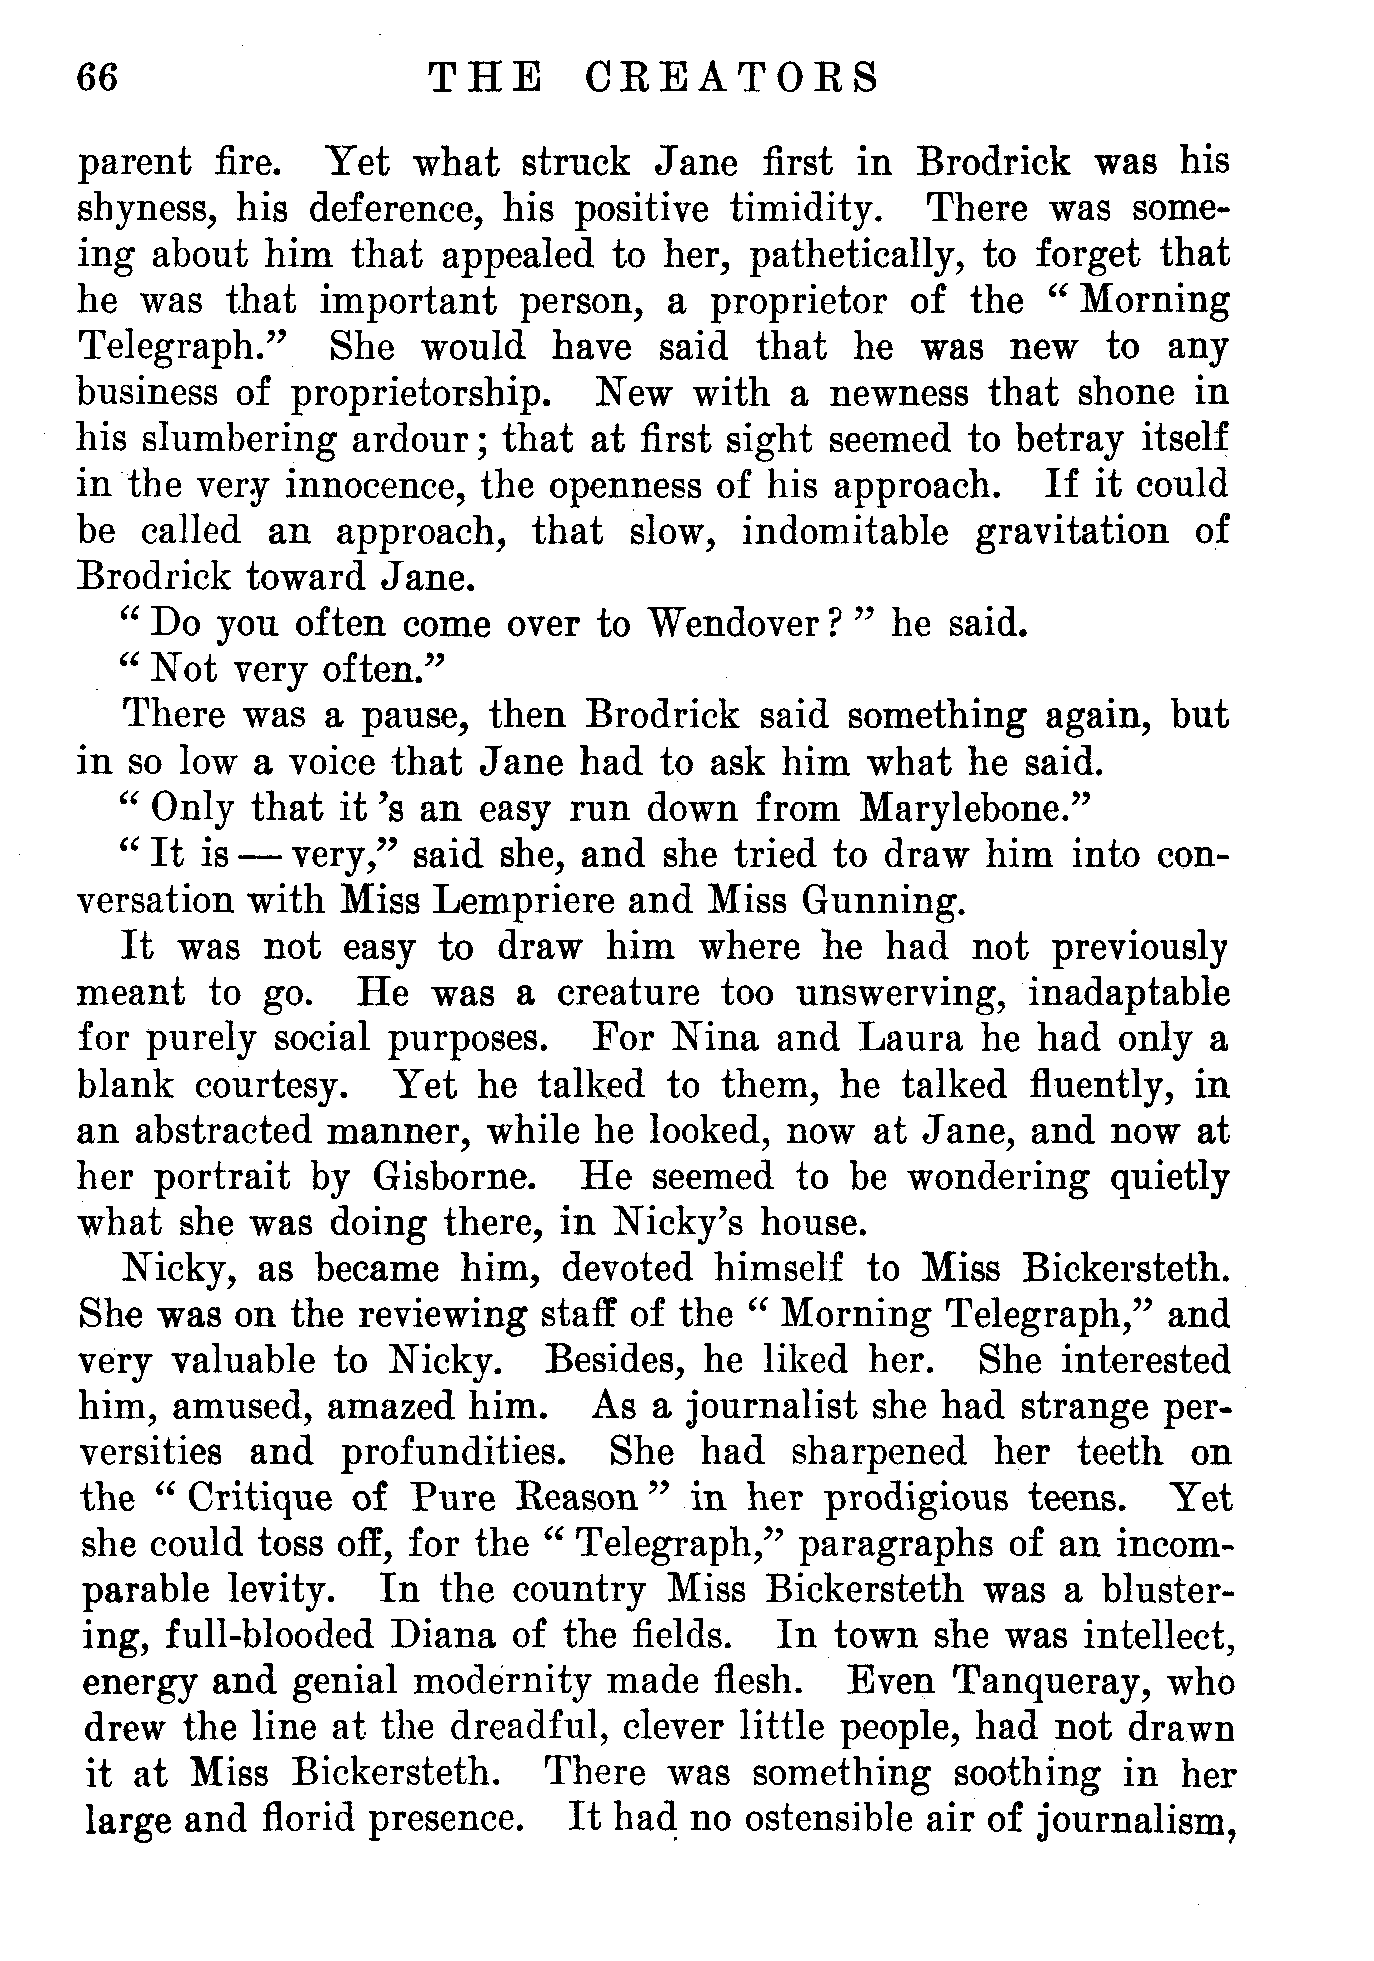 66 THE CREATORS
parent fire. Yet what struck Jane first in Brodrick was his
shyness, his deference, his positive timidity. There was some-
ing about him that appealed to her, pathetically, to forget that
he was that important person, a proprietor of the “ Morning
Telegraph.” She would have said that he was new to any
business of proprietorship. New with a newness that shone in
his slumbering ardour; that at first sight seemed to betray itself
in the very innocence, the openness of his approach. If it could
be called an approach, that slow, indomitable gravitation of
Brodrick toward Jane.
“ Do you often come over to Wendover? ” he said.
“ Not very often.”
There was a pause, then Brodrick said something again, but
in so low a voice that Jane had to ask him what he said.
“ Only that it ’s an easy run down from Marylebone.”
“ It is — very,” said she, and she tried to draw him into con-
versation with Miss Lempriere and Miss Gunning.
It was not easy to draw him where he had not previously
meant to go. He was a creature too unswerving, inadaptable
for purely social purposes. For Nina and Laura he had only a
blank courtesy. Yet he talked to them, he talked fluently, in
an abstracted manner, while he looked, now at Jane, and now at
her portrait by Gisborne. He seemed to be wondering quietly
what she was doing there, in Nicky’s house.
Nicky, as became him, devoted himself to Miss Bickersteth.
She was on the reviewing staff of the “ Morning Telegraph,” and
very valuable to Nicky. Besides, he liked her. She interested
him, amused, amazed him. As a journalist she had strange per-
versities and profundities. She had sharpened her teeth on
the “ Critique of Pure Reason ” in her prodigious teens. Yet
she could toss off, for the “ Telegraph,” paragraphs of an incom-
parable levity. In the country Miss Bickersteth was a bluster-
ing, full-blooded Diana of the fields. In town she was intellect,
energy and genial modernity made flesh. Even Tanqueray, who
drew the line at the dreadful, clever little people, had not drawn
it at Miss Bickersteth. There was something soothing in her
large and florid presence. It had no ostensible air of journalism,